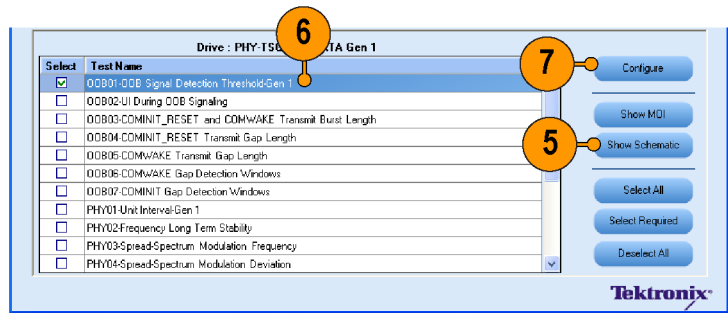 Drive : PHY-TSG
TA Gen 1
6
Select
Test Name
OOB01-OOB Signal Detection Threshold-Gen 1
OOB02-UI During OOB Signaling
OOB03-COMINIT_RESET and COMWAKE Transmit Burst Length
OOB04-COMINIT_RESET Transmit Gap Length
OOB05-COMWAKE Transmit Gap Length
OOB06-COMWAKE Gap Detection Windows
OOB07-COMINIT Gap Detection Windows
PHY01-Unit Interval-Gen 1
PHY02-Frequency Long Term Stability
PHY03-Spread-Spectrum Modulation Frequency
PHY04-Spread-Spectrum Modulation Deviation
7
Configure
Show MOI
5
Show Schematic
Select All
Select Required
Deselect All
Tektronix